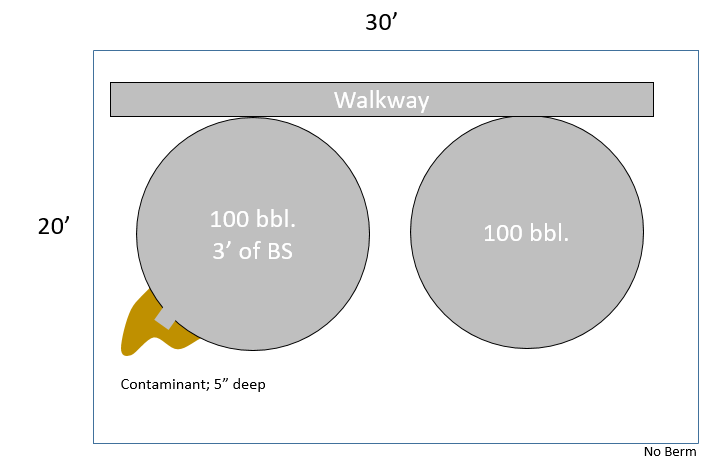 30’
Walkway
20’
100 bbl.
3’ of BS
100 bbl.
Contaminant; 5” deep
No Berm